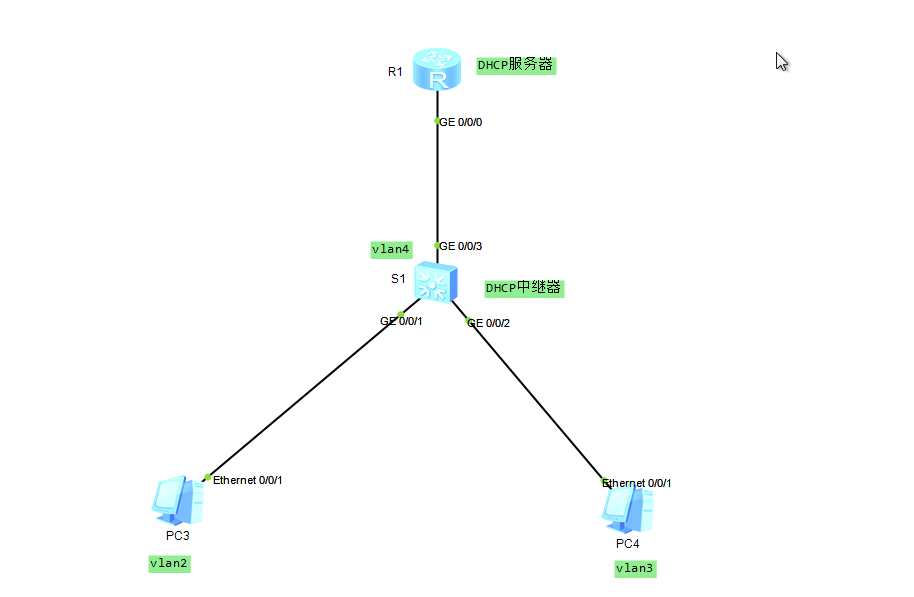 R1
DHCP服务器
GE 0/0/0
vlan4
GE 0/0/3
S1
DHCP中继器
GE 0/0/1
GE 0/0/2
Ethernet 0/0/1
Ethernet 0/0/1
PC3
PC4
vlan2
vlan3